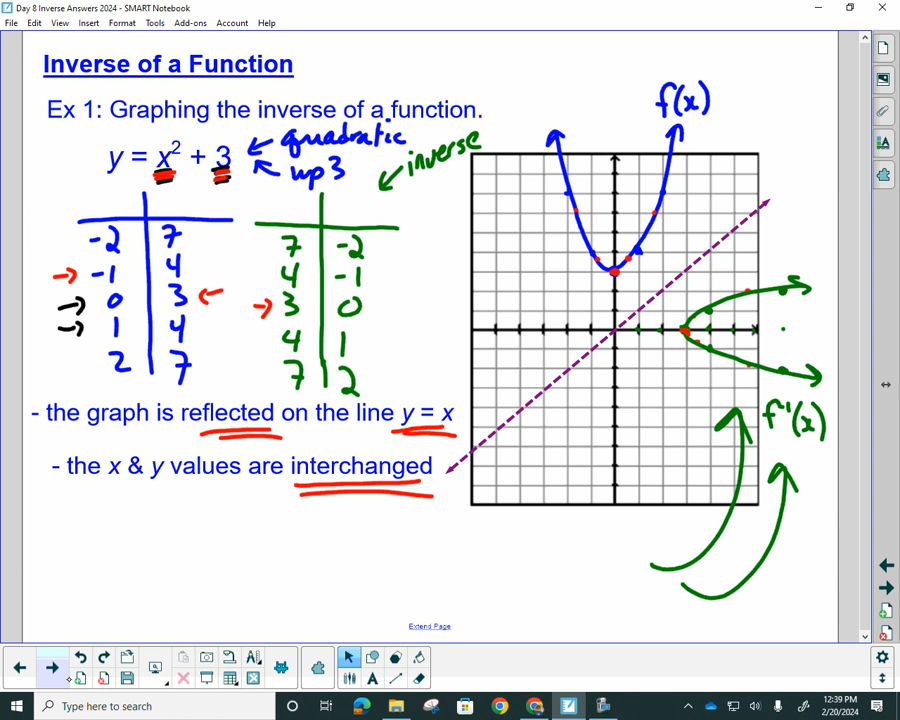 Day 8 Inverse Answers 2024 - SMART Notebook
File Edit View Insert Format Tools Add-ons Account Help
Inverse of a Function
Ex 1: Graphing the inverse of a function.
f(x)
y = x² + 3
quadratic
up 3
inverse
-2 7
-1 4
0 3
1 4
2 7
7 -2
4 -1
3 0
4 1
7 2
- the graph is reflected on the line y = x
f⁻¹(x)
- the x & y values are interchanged
Extend Page
Type here to search
12:39 PM
2/20/2024